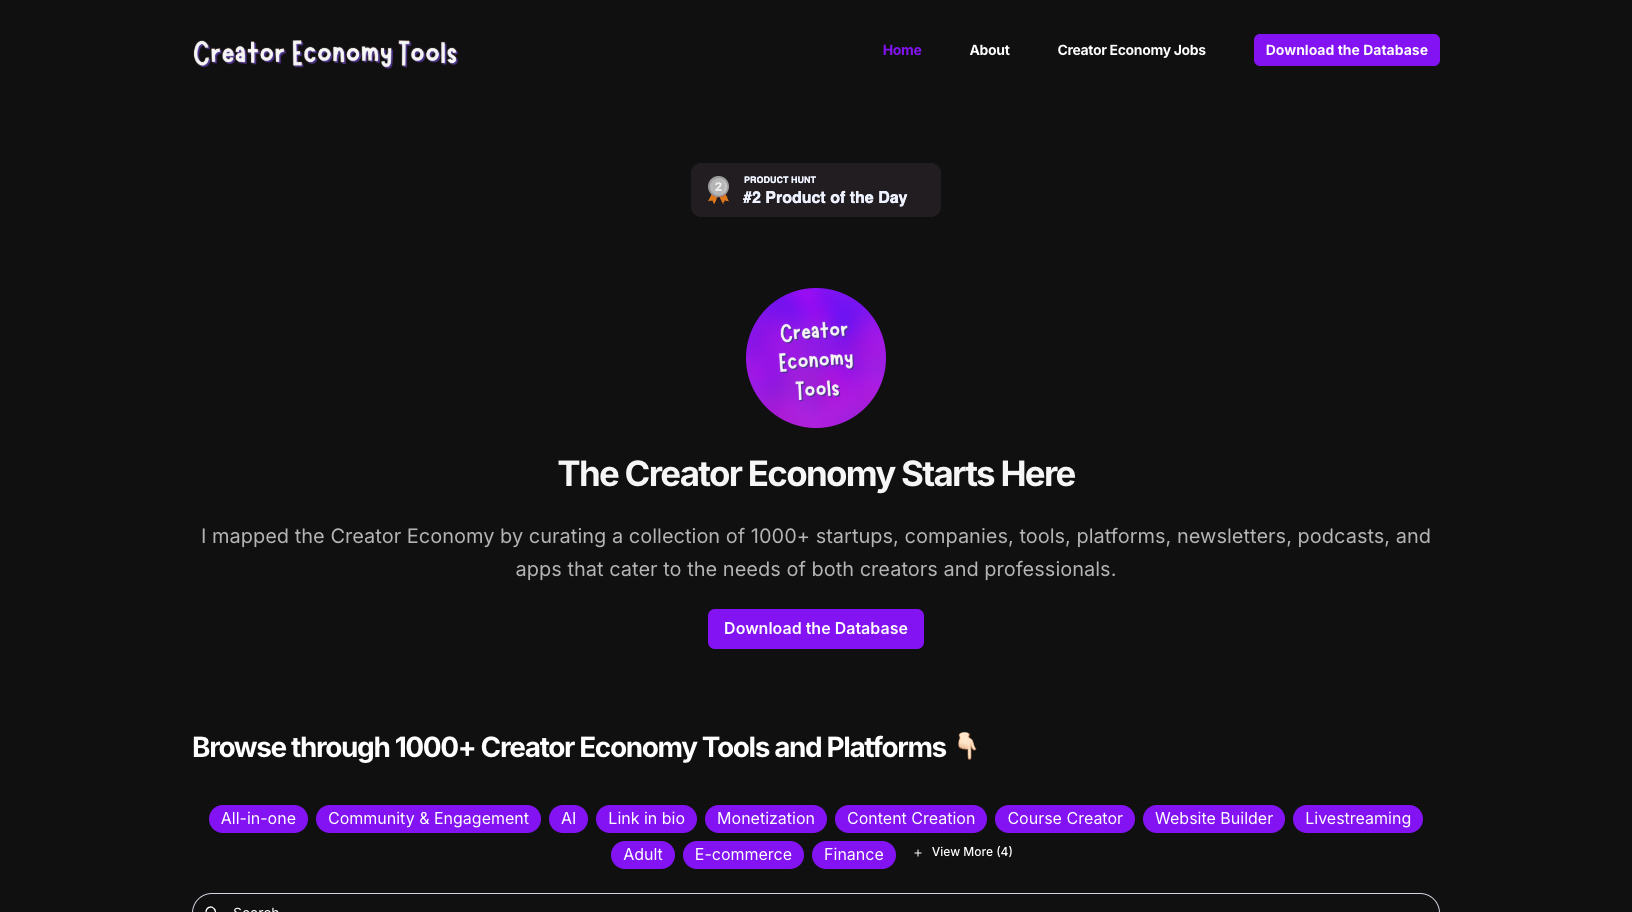 Creator Economy Tools
Home
About
Creator Economy Jobs
Download the Database
2
PRODUCT HUNT
#2 Product of the Day
Creator
Economy
Tools
The Creator Economy Starts Here
I mapped the Creator Economy by curating a collection of 1000+ startups, companies, tools, platforms, newsletters, podcasts, and
apps that cater to the needs of both creators and professionals.
Download the Database
Browse through 1000+ Creator Economy Tools and Platforms 👇🏻
All-in-one
Community & Engagement
AI
Link in bio
Monetization
Content Creation
Course Creator
Website Builder
Livestreaming
Adult
E-commerce
Finance
+ View More (4)
Search